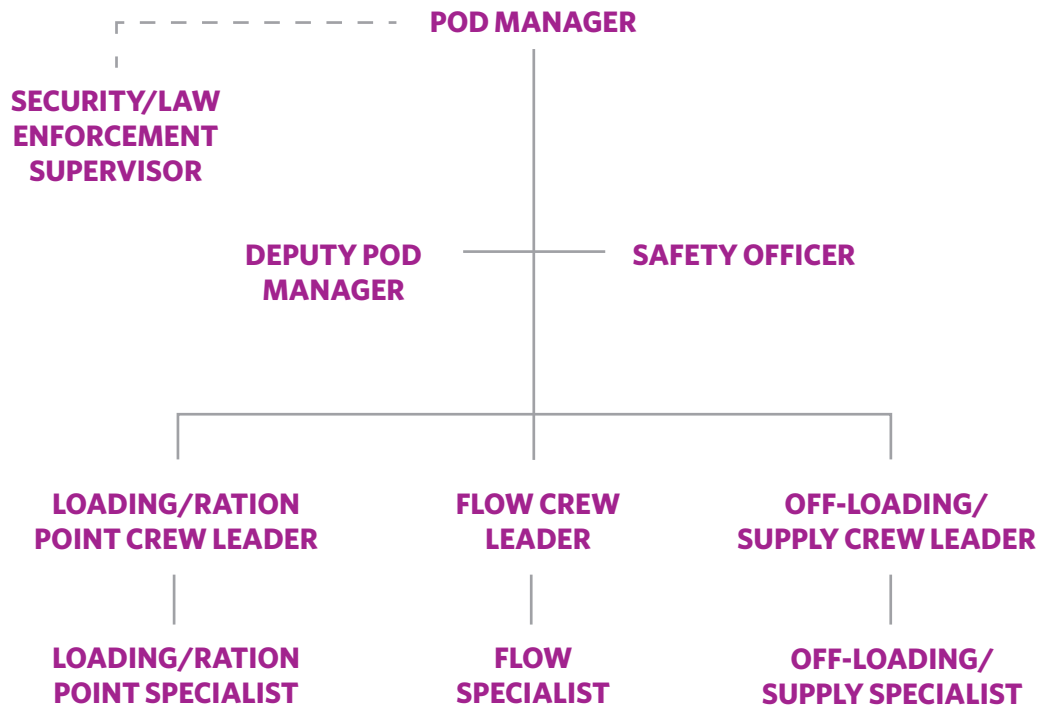 POD MANAGER
SECURITY/LAW
ENFORCEMENT
SUPERVISOR
DEPUTY POD
MANAGER
SAFETY OFFICER
LOADING/RATION
POINT CREW LEADER
FLOW CREW
LEADER
OFF-LOADING/
SUPPLY CREW LEADER
LOADING/RATION
POINT SPECIALIST
FLOW
SPECIALIST
OFF-LOADING/
SUPPLY SPECIALIST